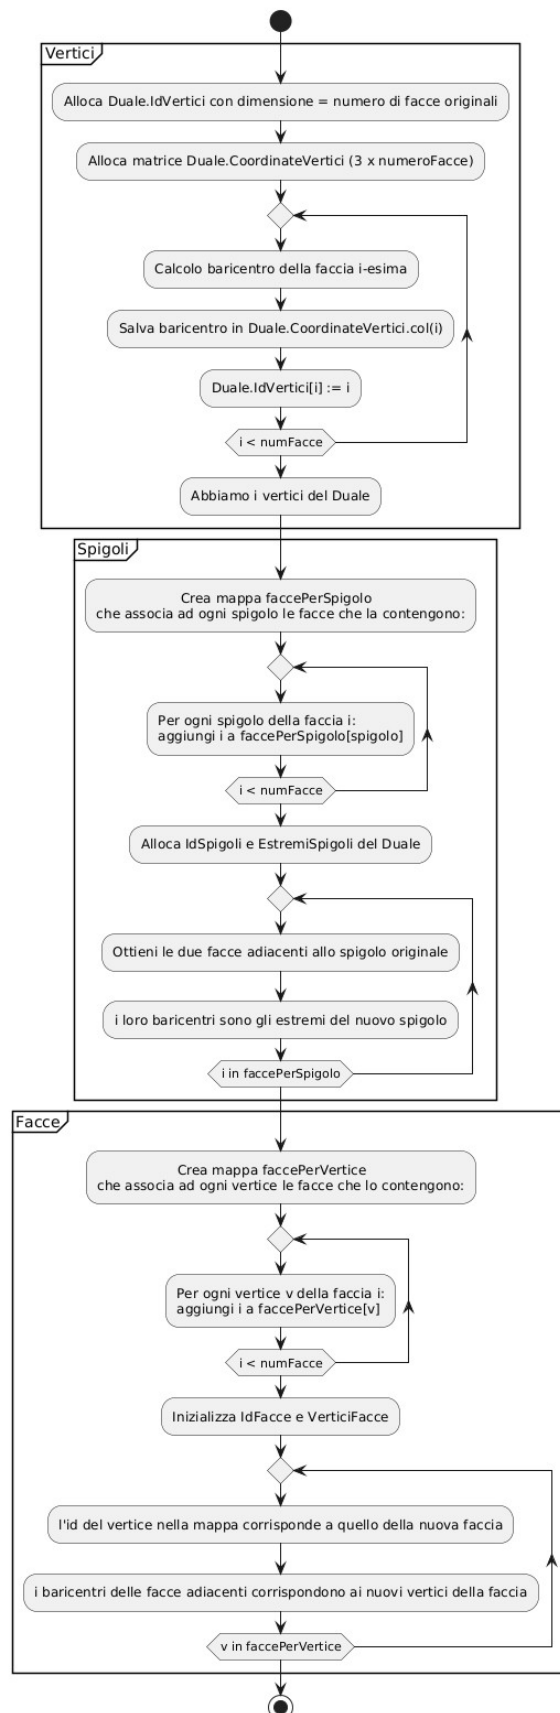 Vertici
Alloca Duale.IdVertici con dimensione = numero di facce originali
Alloca matrice Duale.CoordinateVertici (3 x numeroFacce)
Calcolo baricentro della faccia i-esima
Salva baricentro in Duale.CoordinateVertici.col(i)
Duale.IdVertici[i] := i
i < numFacce
Abbiamo i vertici del Duale
Spigoli
Crea mappa faccePerSpigolo
che associa ad ogni spigolo le facce che la contengono:
Per ogni spigolo della faccia i:
aggiungi i a faccePerSpigolo[spigolo]
i < numFacce
Alloca IdSpigoli e EstremiSpigoli del Duale
Ottieni le due facce adiacenti allo spigolo originale
i loro baricentri sono gli estremi del nuovo spigolo
i in faccePerSpigolo
Facce
Crea mappa faccePerVertice
che associa ad ogni vertice le facce che lo contengono:
Per ogni vertice v della faccia i:
aggiungi i a faccePerVertice[v]
i < numFacce
Inizializza IdFacce e VerticiFacce
l'id del vertice nella mappa corrisponde a quello della nuova faccia
i baricentri delle facce adiacenti corrispondono ai nuovi vertici della faccia
v in faccePerVertice